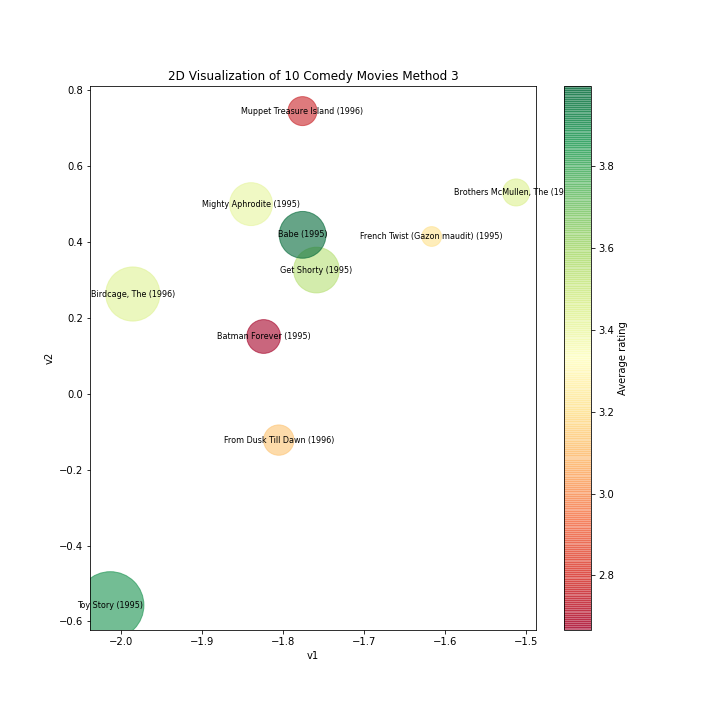 2D Visualization of 10 Comedy Movies Method 3
0.8
0.6
0.4
0.2
0.0
−0.2
−0.4
−0.6
v2
Muppet Treasure Island (1996)
Brothers McMullen, The (19
Mighty Aphrodite (1995)
Babe (1995)
French Twist (Gazon maudit) (1995)
Get Shorty (1995)
Birdcage, The (1996)
Batman Forever (1995)
From Dusk Till Dawn (1996)
Toy Story (1995)
−2.0
−1.9
−1.8
−1.7
−1.6
−1.5
v1
3.8
3.6
3.4
3.2
3.0
2.8
Average rating